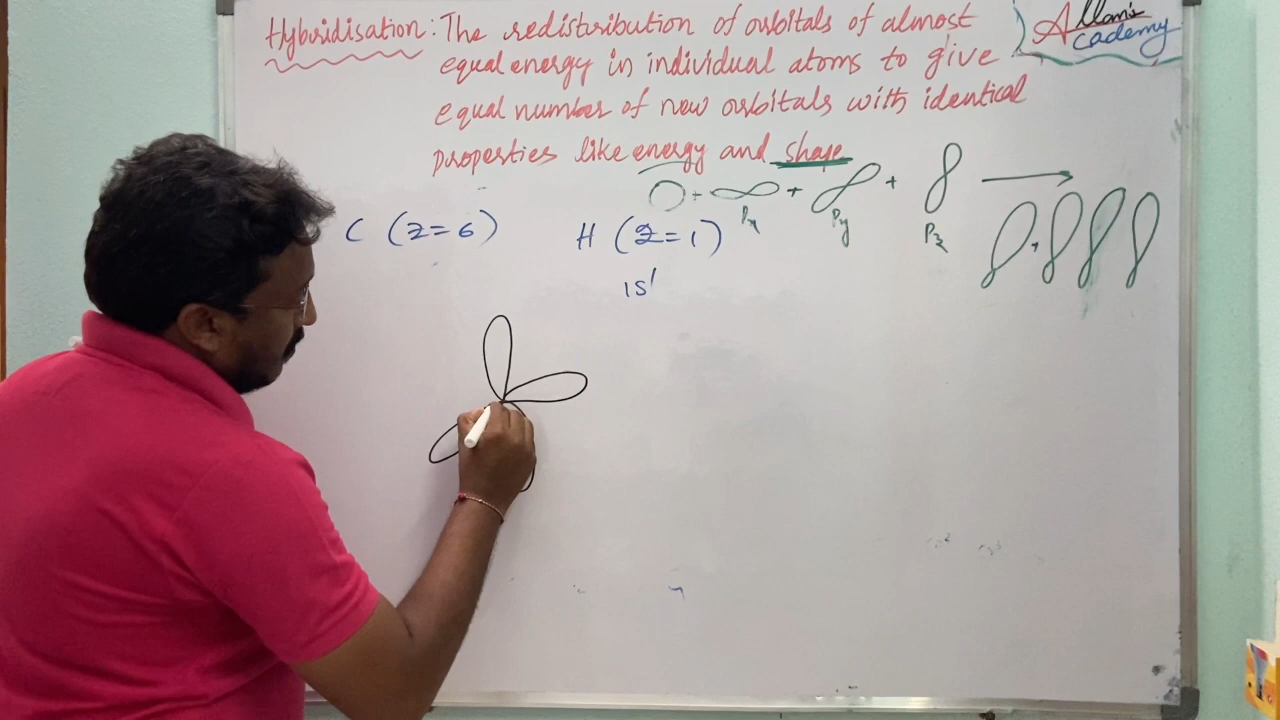 Hybridisation: The redistribution of orbitals of almost
equal energy in individual atoms to give
equal number of new orbitals with identical
properties like energy and shape
Allam's
Academy
+ + +
Px Py Pz
+
C (Z=6) H (Z=1)
1s¹